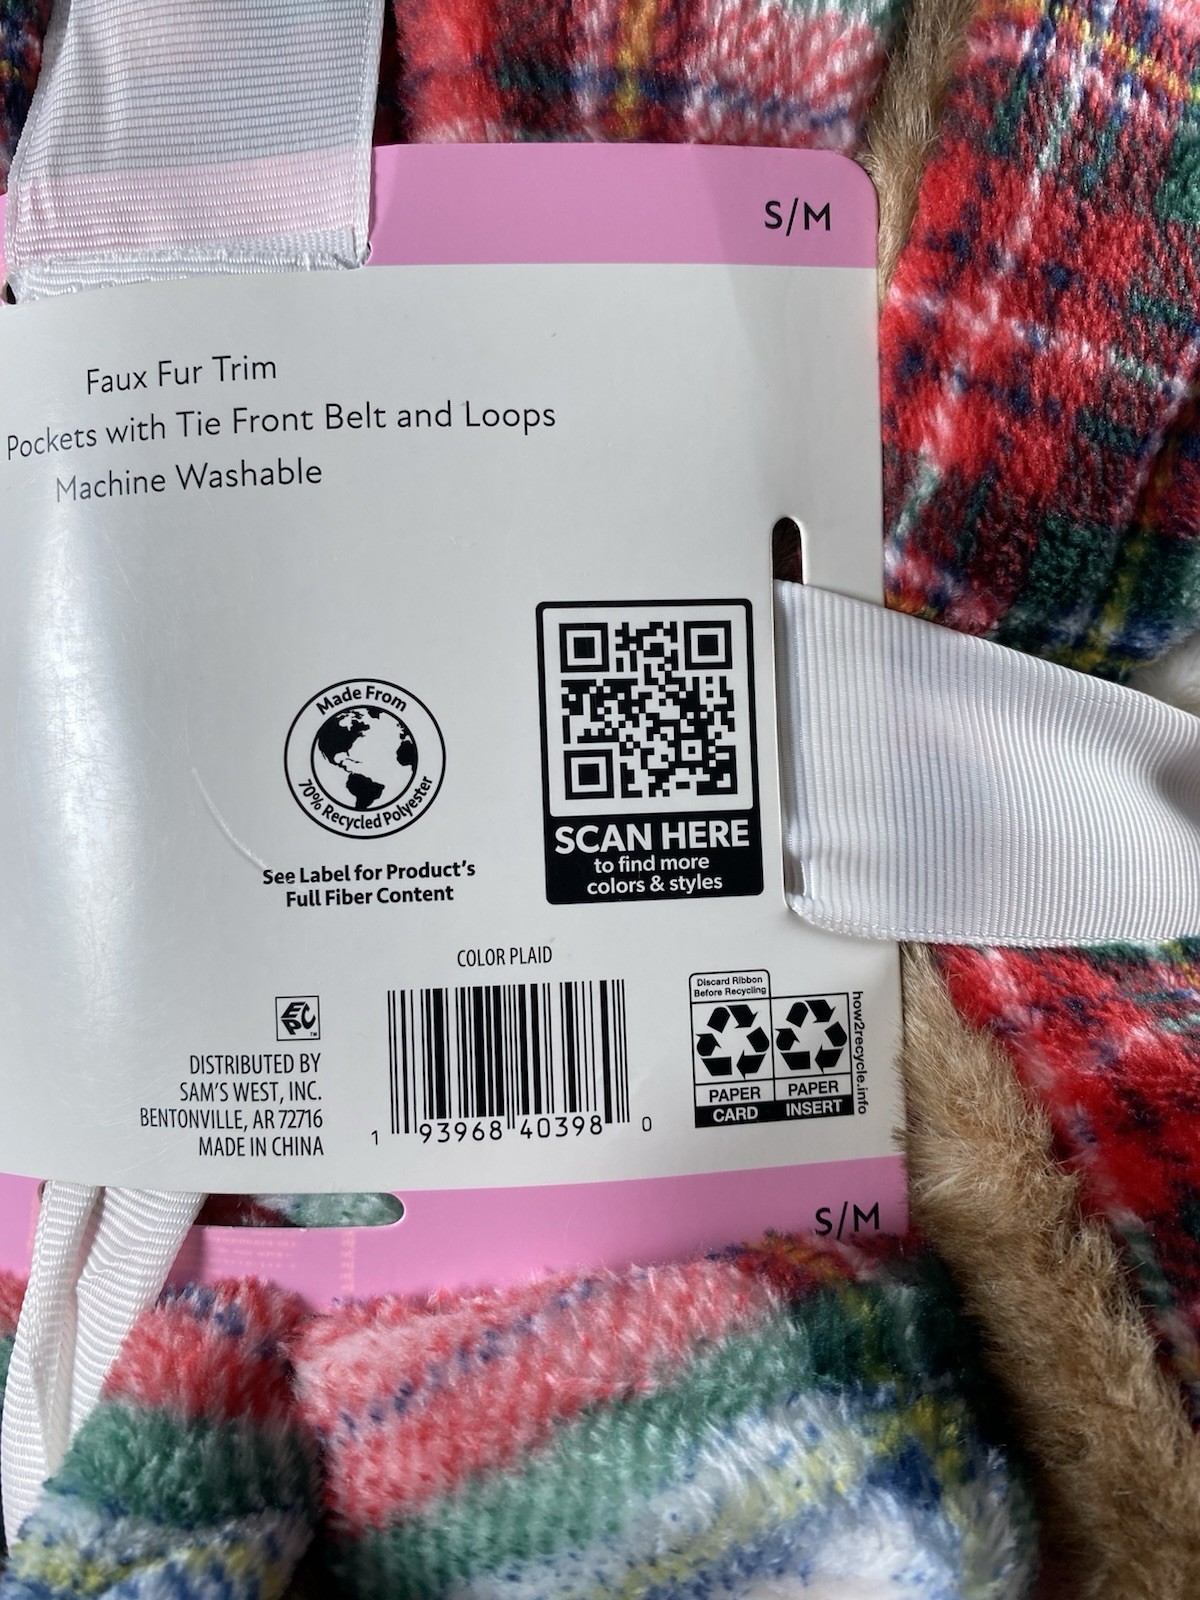 S/M
Faux Fur Trim
Pockets with Tie Front Belt and Loops
Machine Washable
Made From
70% Recycled Polyester
See Label for Product's
Full Fiber Content
SCAN HERE
to find more
colors & styles
COLOR PLAID
1 93968 40398 0
EPC™
DISTRIBUTED BY
SAM'S WEST, INC.
BENTONVILLE, AR 72716
MADE IN CHINA
Discard Ribbon
Before Recycling
PAPER
CARD
PAPER
INSERT
how2recycle.info
S/M